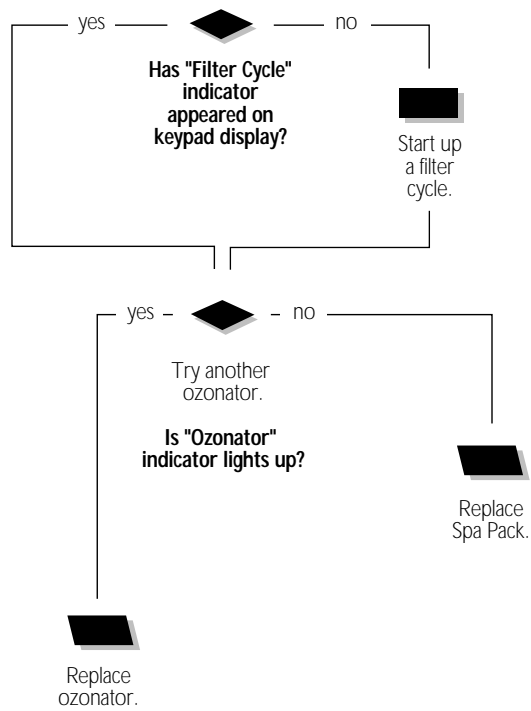 yes
no
Has "Filter Cycle"
indicator
appeared on
keypad display?
Start up
a filter
cycle.
yes
no
Try another
ozonator.
Is "Ozonator"
indicator lights up?
Replace
Spa Pack.
Replace
ozonator.